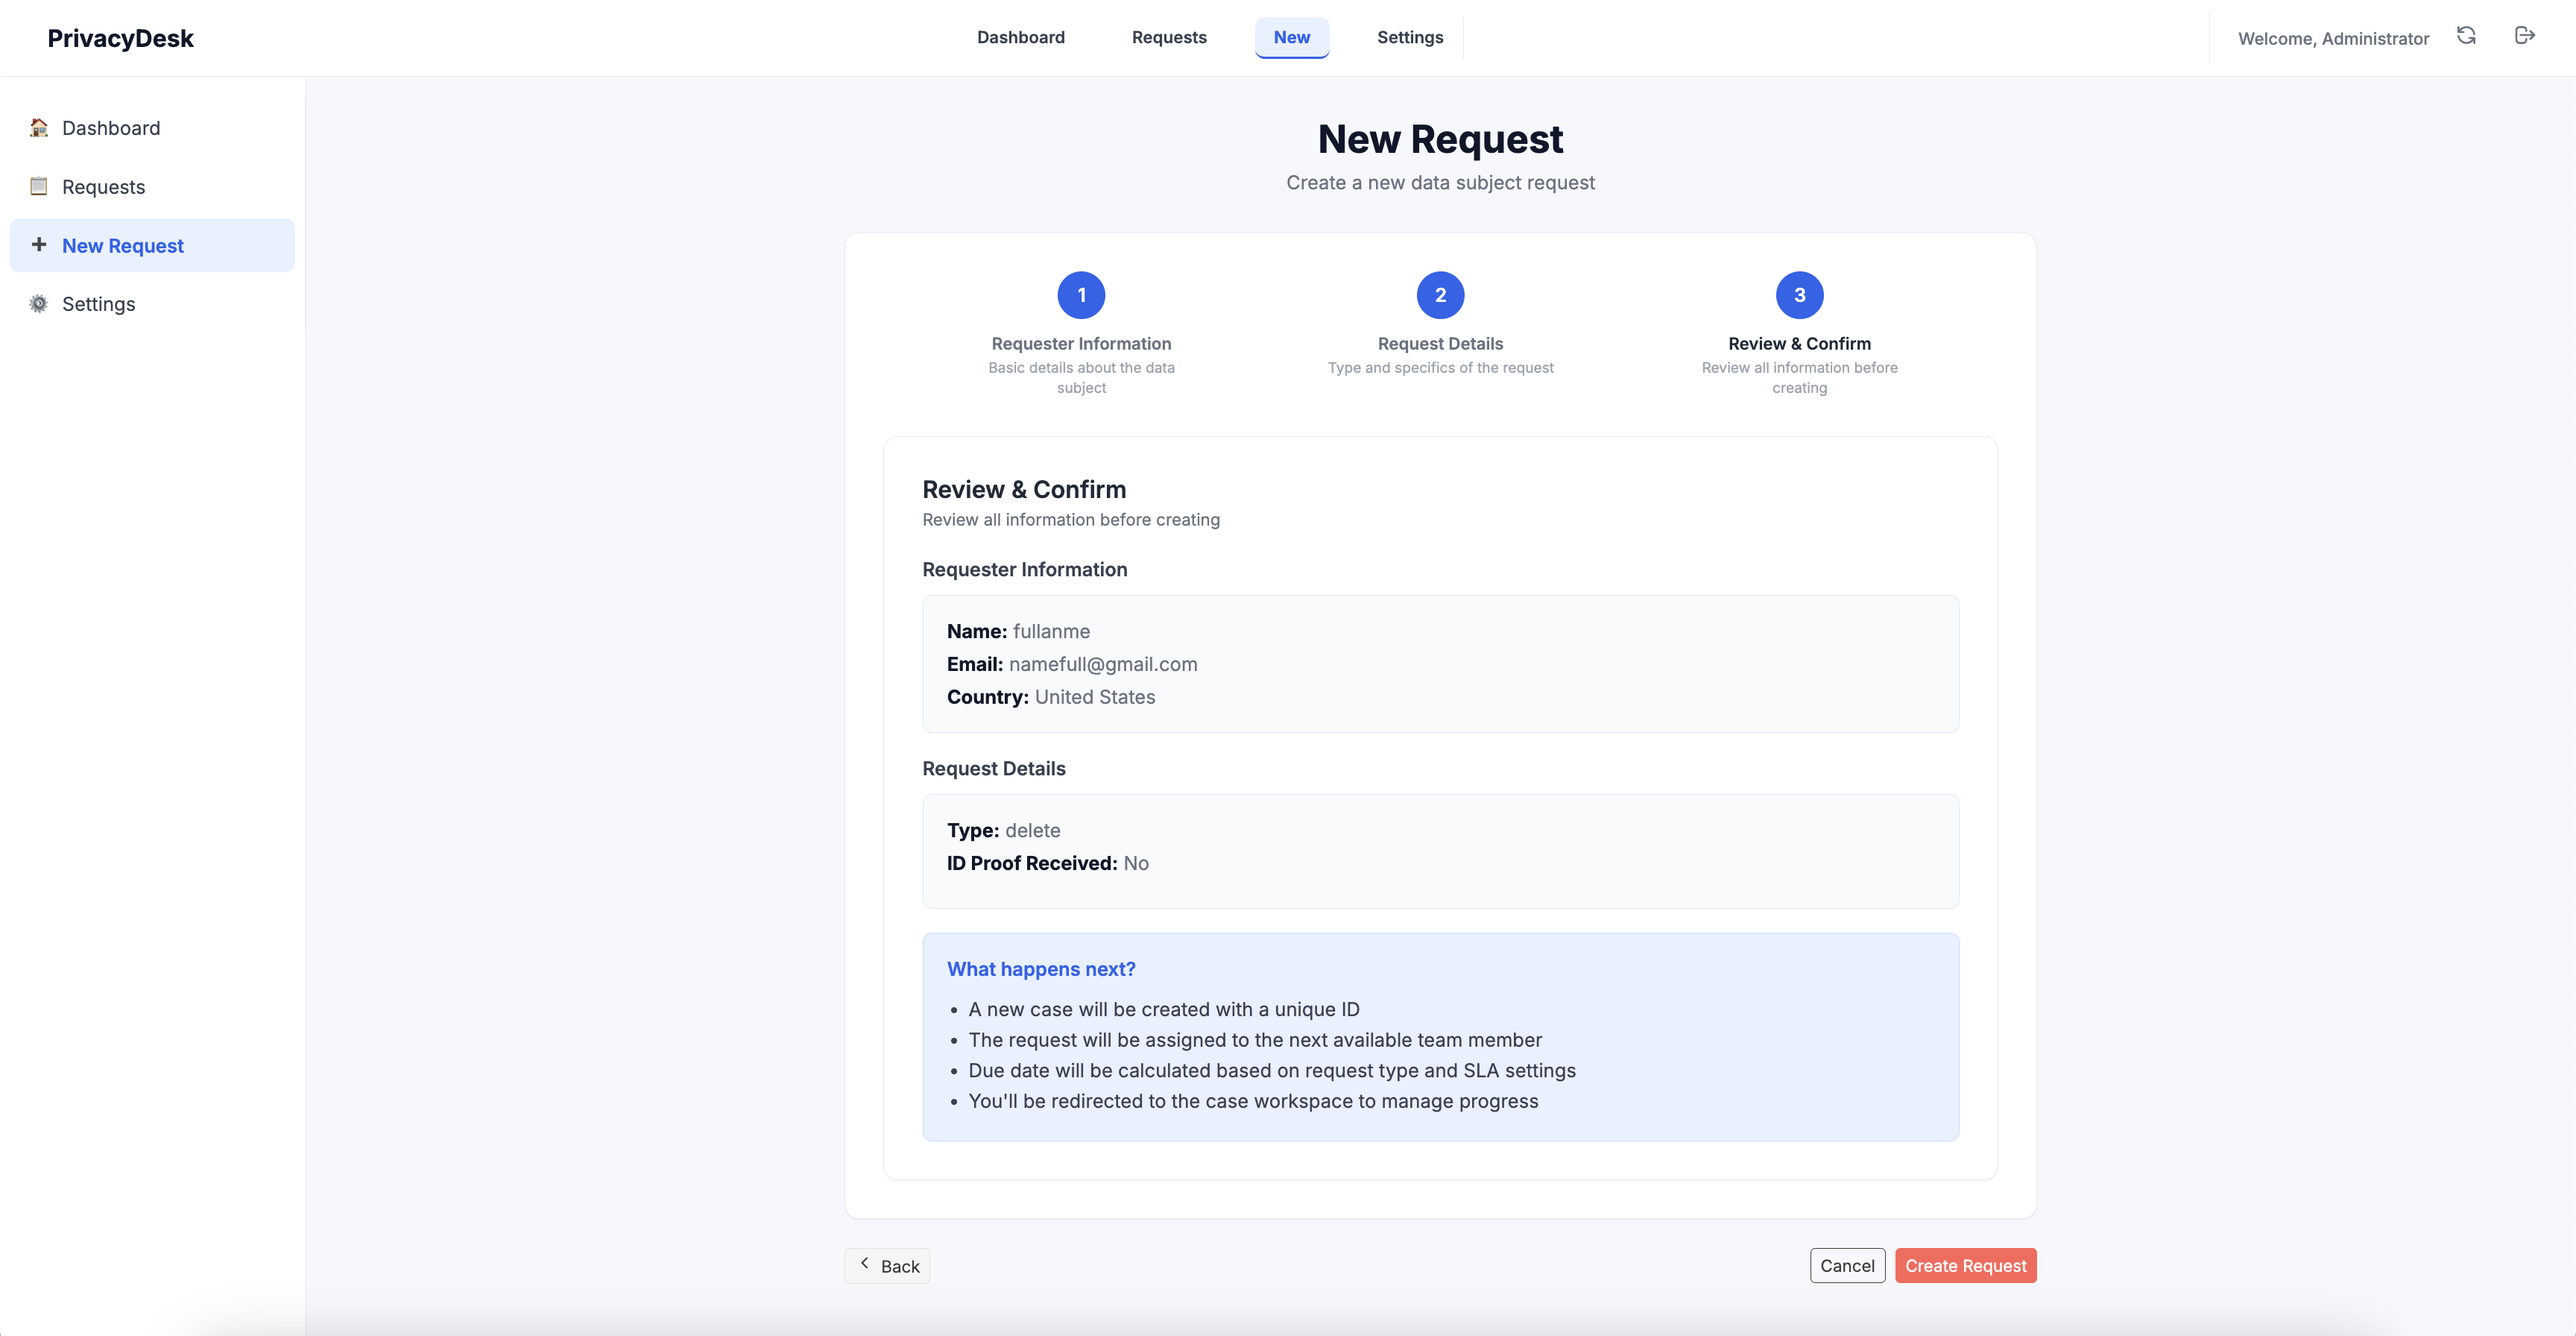 PrivacyDesk
Dashboard
Requests
New
Settings
Welcome, Administrator
Dashboard
Requests
New Request
Settings
New Request
Create a new data subject request
1
Requester Information
Basic details about the data
subject
2
Request Details
Type and specifics of the request
3
Review & Confirm
Review all information before
creating
Review & Confirm
Review all information before creating
Requester Information
Name: fullanme
Email: namefull@gmail.com
Country: United States
Request Details
Type: delete
ID Proof Received: No
What happens next?
• A new case will be created with a unique ID
• The request will be assigned to the next available team member
• Due date will be calculated based on request type and SLA settings
• You'll be redirected to the case workspace to manage progress
Back
Cancel
Create Request